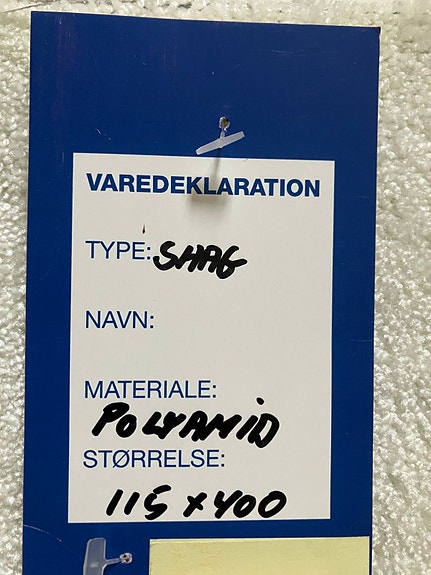 VAREDEKLARATION
TYPE: SHAG
NAVN:
MATERIALE:
POLYAMID
STØRRELSE:
115 x 400